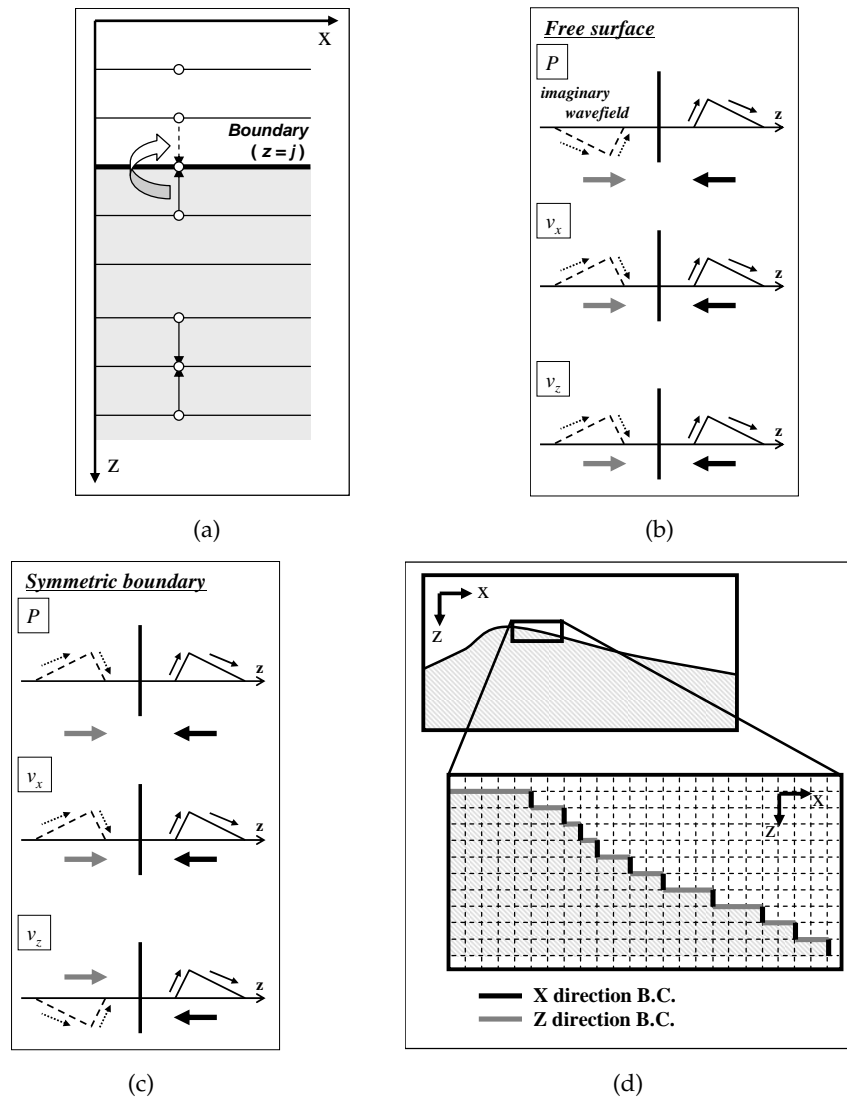 X
Boundary
( z = j )
Z
(a)
Free surface
P
imaginary
wavefield
z
v_x
z
v_z
z
(b)
Symmetric boundary
P
z
v_x
z
v_z
z
(c)
X
Z
X
Z
X direction B.C.
Z direction B.C.
(d)